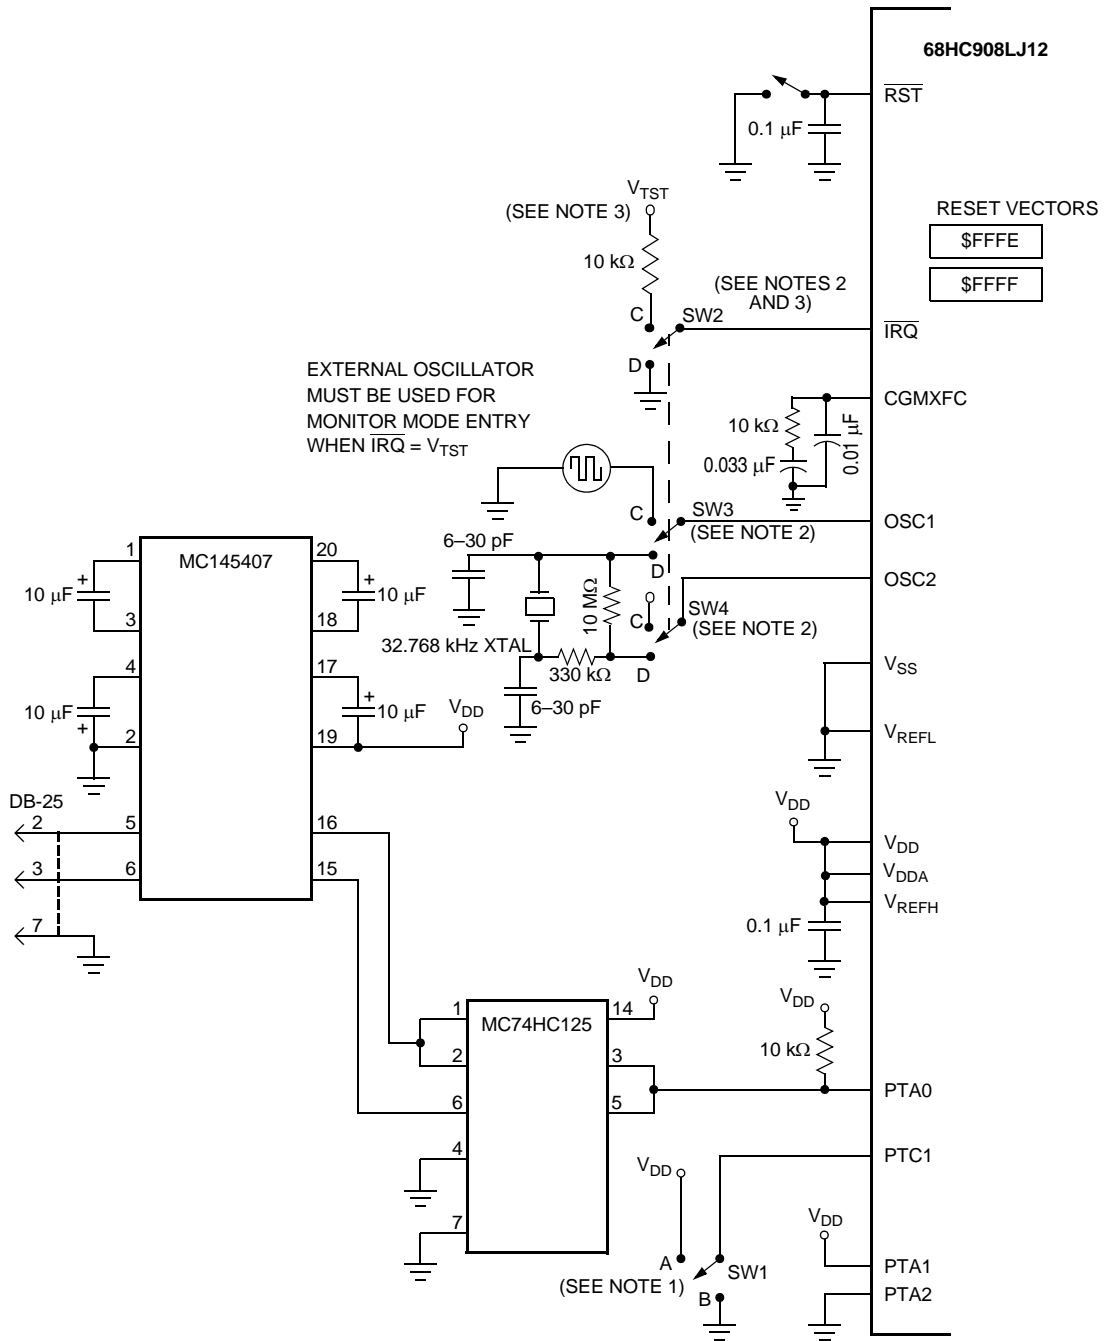 68HC908LJ12
RST
0.1 µF
RESET VECTORS
$FFFE
$FFFF
VTST
(SEE NOTE 3)
10 kΩ
(SEE NOTES 2
AND 3)
C
SW2
IRQ
D
EXTERNAL OSCILLATOR
MUST BE USED FOR
MONITOR MODE ENTRY
WHEN IRQ = VTST
CGMXFC
10 kΩ
0.033 µF
0.01 µF
C
SW3
OSC1
(SEE NOTE 2)
D
6–30 pF
OSC2
10 MΩ
C
SW4
(SEE NOTE 2)
32.768 kHz XTAL
330 kΩ
D
6–30 pF
MC145407
1
20
10 µF
+
+
10 µF
3
18
4
17
10 µF
+
+
10 µF
VDD
2
19
DB-25
2
5
16
3
6
15
7
VSS
VREFL
VDD
VDD
VDDA
VREFH
0.1 µF
MC74HC125
1
14
VDD
2
3
6
5
4
7
VDD
10 kΩ
PTA0
PTC1
VDD
A
SW1
(SEE NOTE 1)
B
VDD
PTA1
PTA2